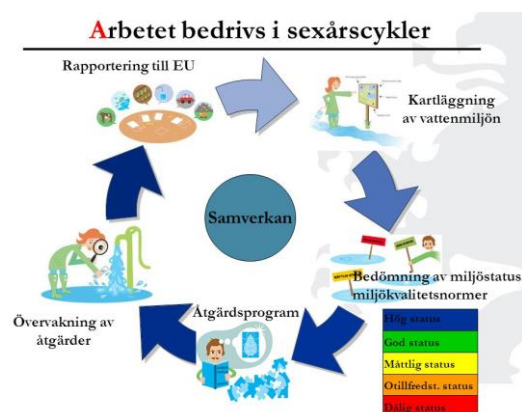 Arbetet bedrivs i sexårscykler
Rapportering till EU
Kartläggning
av vattenmiljön
Samverkan
Bedömning av miljöstatus
miljökvalitetsnormer
Åtgärdsprogram
Övervakning av
åtgärder
Hög status
God status
Måttlig status
Otillfredst. status
Dålig status